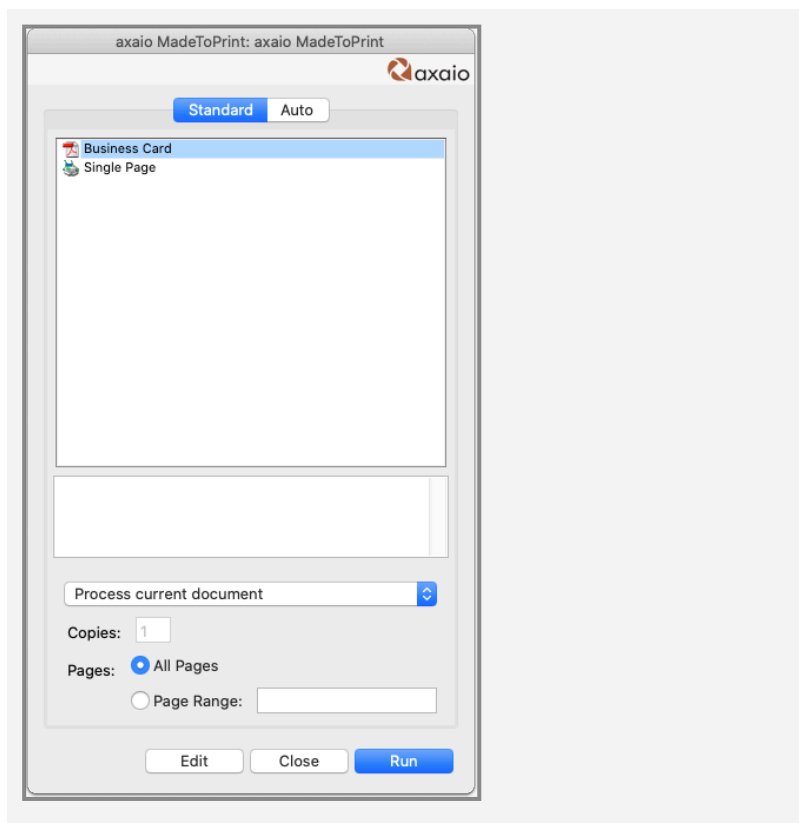 axaio MadeToPrint: axaio MadeToPrint
axaio
Standard Auto
Business Card
Single Page
Process current document
Copies: 1
Pages: All Pages
Page Range:
Edit Close Run